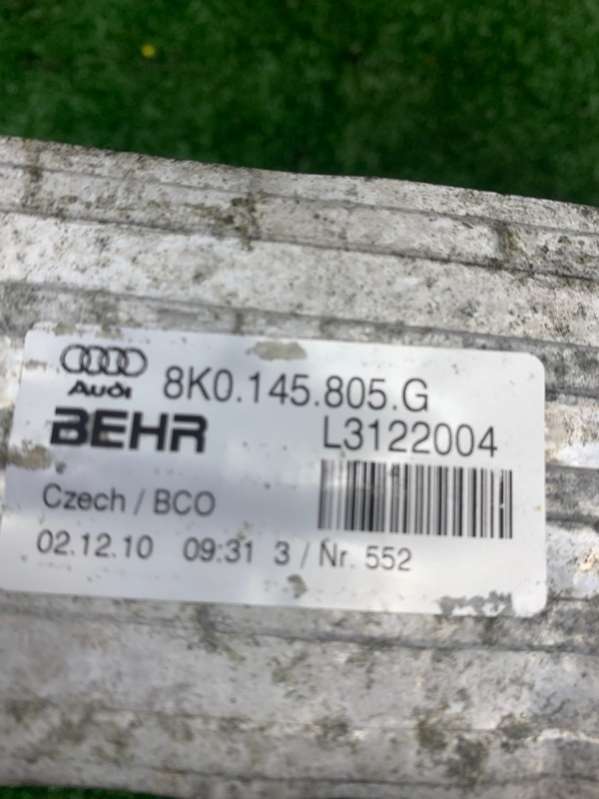 Audi 8K0.145.805.G
BEHR L3122004
Czech / BCO
02.12.10 09:31 3 / Nr. 552